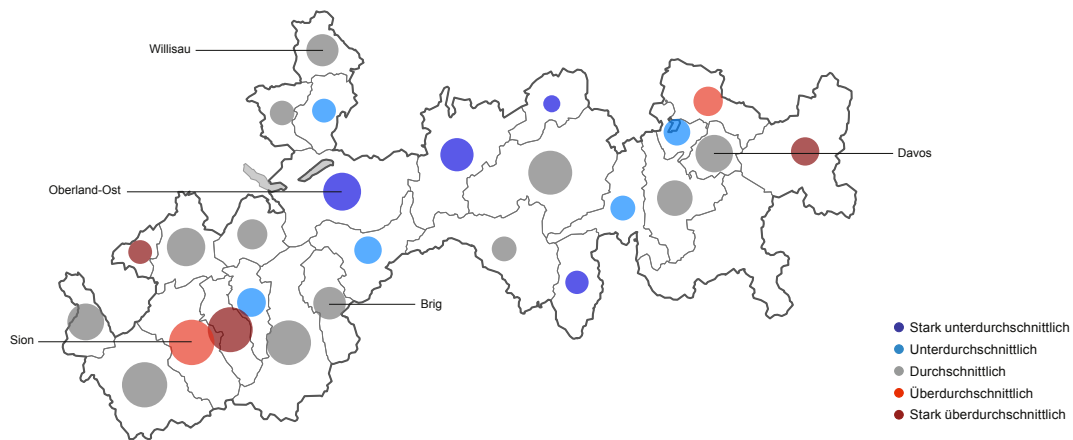 Willisau
Davos
Oberland-Ost
Brig
Sion
Stark unterdurchschnittlich
Unterdurchschnittlich
Durchschnittlich
Überdurchschnittlich
Stark überdurchschnittlich